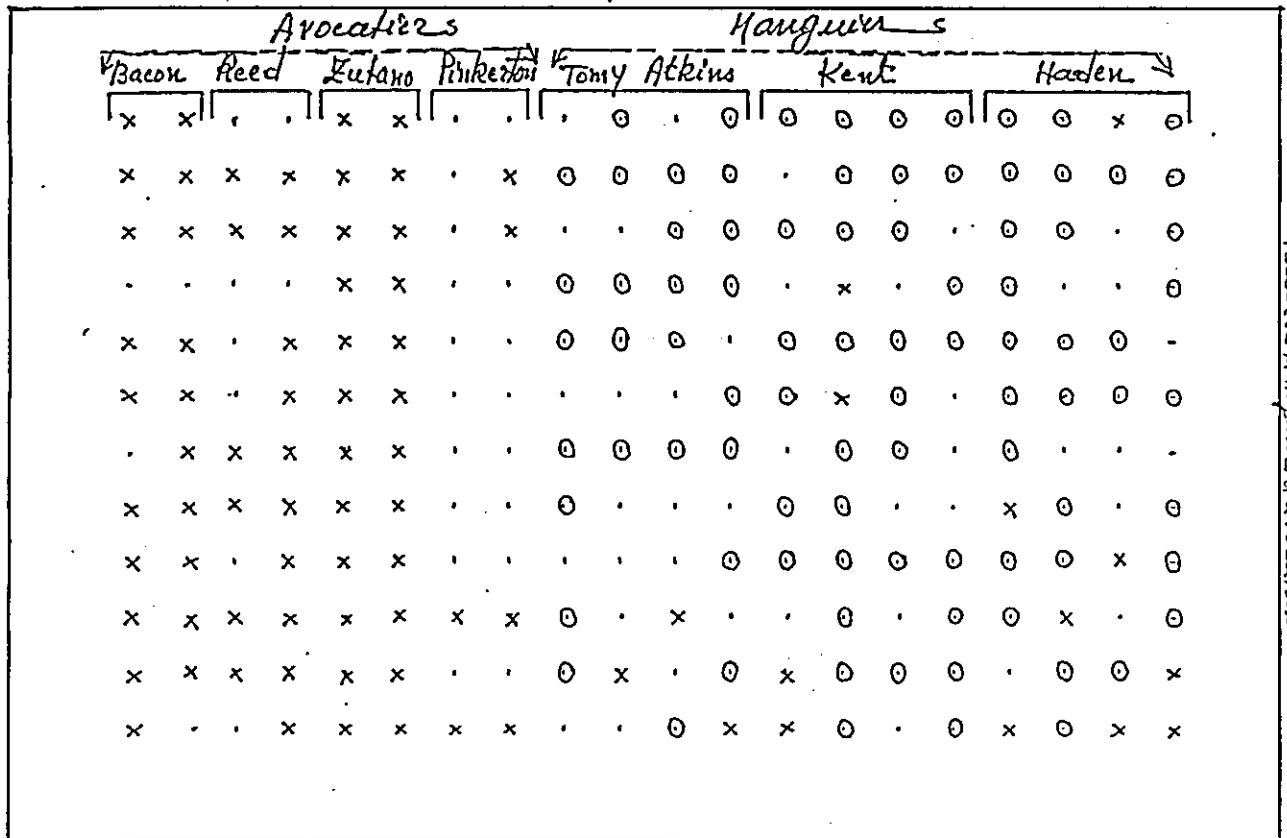 Avocatiers Manguiers
Bacon Reed Zutano Pinkerton Tomy Atkins Kent Haden
x x . . x x . . . ⊙ . ⊙ ⊙ ⊙ ⊙ ⊙ ⊙ ⊙ x ⊙
x x x x x x . x ⊙ ⊙ ⊙ ⊙ . ⊙ ⊙ ⊙ ⊙ ⊙ ⊙ ⊙
x x x x x x . x . . ⊙ ⊙ ⊙ ⊙ ⊙ . ⊙ ⊙ . ⊙
. . . . x x . . ⊙ ⊙ ⊙ ⊙ . x . ⊙ ⊙ . . ⊙
x x . x x x . . ⊙ ⊙ ⊙ . ⊙ ⊙ ⊙ ⊙ ⊙ ⊙ ⊙ -
x x . x x x . . . . . ⊙ ⊙ x ⊙ . ⊙ ⊙ ⊙ ⊙
. x x x x x . . ⊙ ⊙ ⊙ ⊙ . ⊙ ⊙ . ⊙ . . .
x x x x x x . . ⊙ . . . ⊙ ⊙ . . x ⊙ . ⊙
x x . x x x . . . . . ⊙ ⊙ ⊙ ⊙ ⊙ ⊙ ⊙ x ⊙
x x x x x x x x ⊙ . x . . ⊙ . ⊙ ⊙ x . ⊙
x x x x x x . . ⊙ x . ⊙ x ⊙ ⊙ ⊙ . ⊙ ⊙ x
x . . x x x x x . . ⊙ x x ⊙ . ⊙ x ⊙ x x